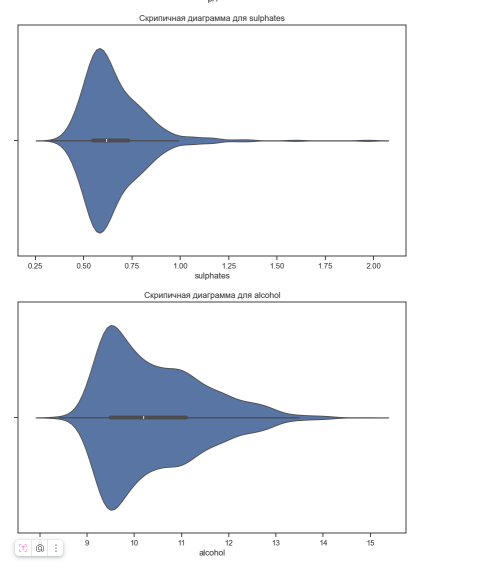 Скрипичная диаграмма для sulphates
0.25 0.50 0.75 1.00 1.25 1.50 1.75 2.00
sulphates
Скрипичная диаграмма для alcohol
9 10 11 12 13 14 15
alcohol